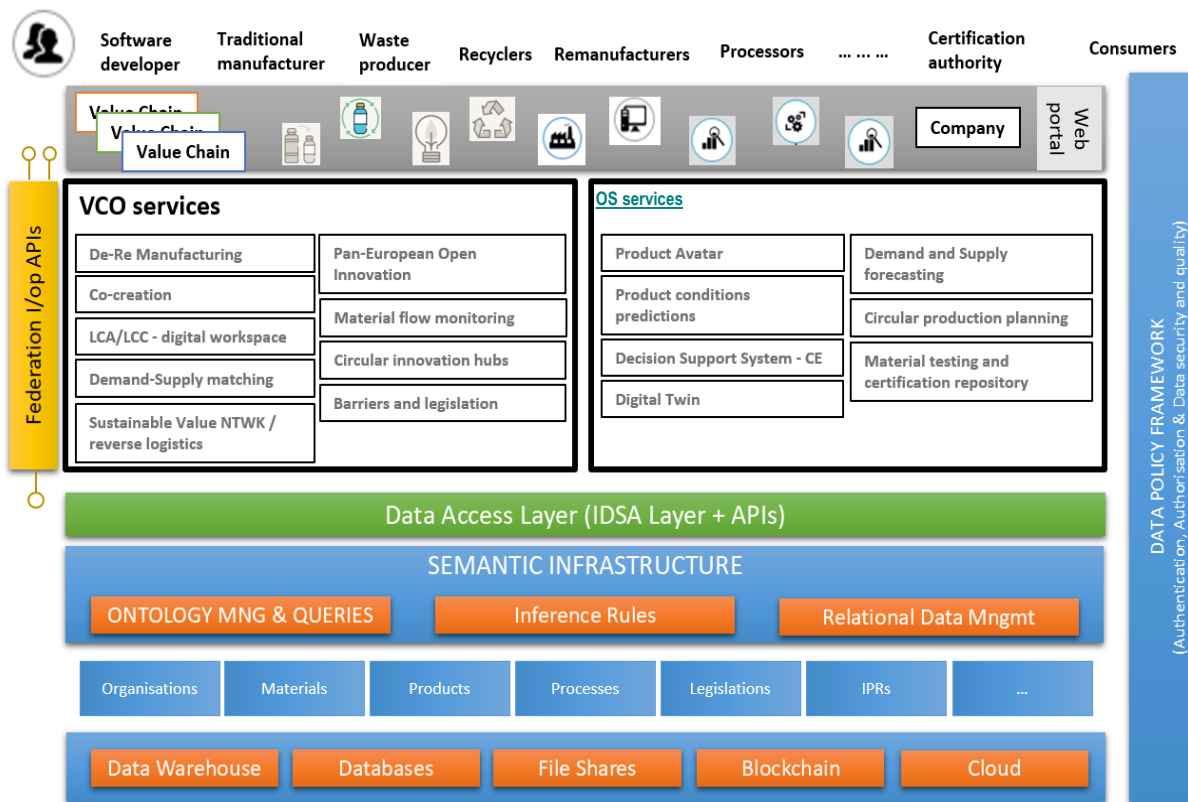 Software
developer
Traditional
manufacturer
Waste
producer
Recyclers
Remanufacturers
Processors
... ... ...
Certification
authority
Consumers
Value Chain
Value Chain
Value Chain
Company
Web
portal
Federation I/op APIs
VCO services
De-Re Manufacturing
Co-creation
LCA/LCC - digital workspace
Demand-Supply matching
Sustainable Value NTWK /
reverse logistics
Pan-European Open
Innovation
Material flow monitoring
Circular innovation hubs
Barriers and legislation
OS services
Product Avatar
Product conditions
predictions
Decision Support System - CE
Digital Twin
Demand and Supply
forecasting
Circular production planning
Material testing and
certification repository
DATA POLICY FRAMEWORK
(Authentication, Authorisation & Data security and quality)
Data Access Layer (IDSA Layer + APIs)
SEMANTIC INFRASTRUCTURE
ONTOLOGY MNG & QUERIES
Inference Rules
Relational Data Mngmt
Organisations
Materials
Products
Processes
Legislations
IPRs
...
Data Warehouse
Databases
File Shares
Blockchain
Cloud